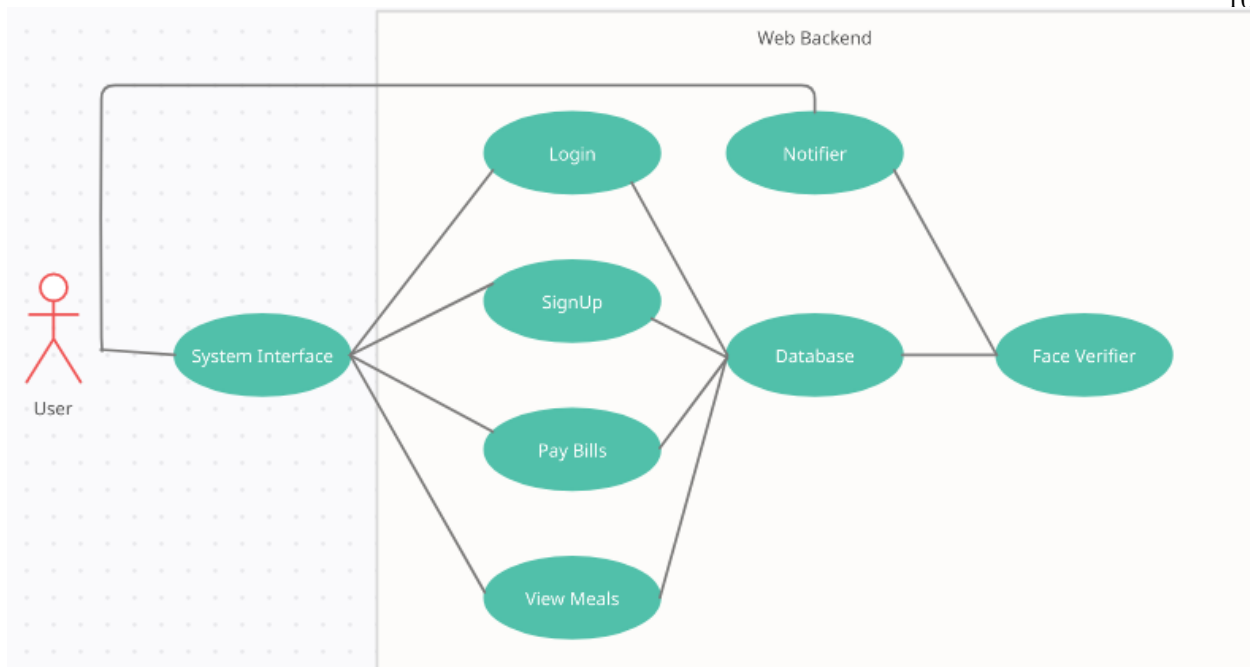 Web Backend
Login
Notifier
SignUp
System Interface
Database
Face Verifier
User
Pay Bills
View Meals